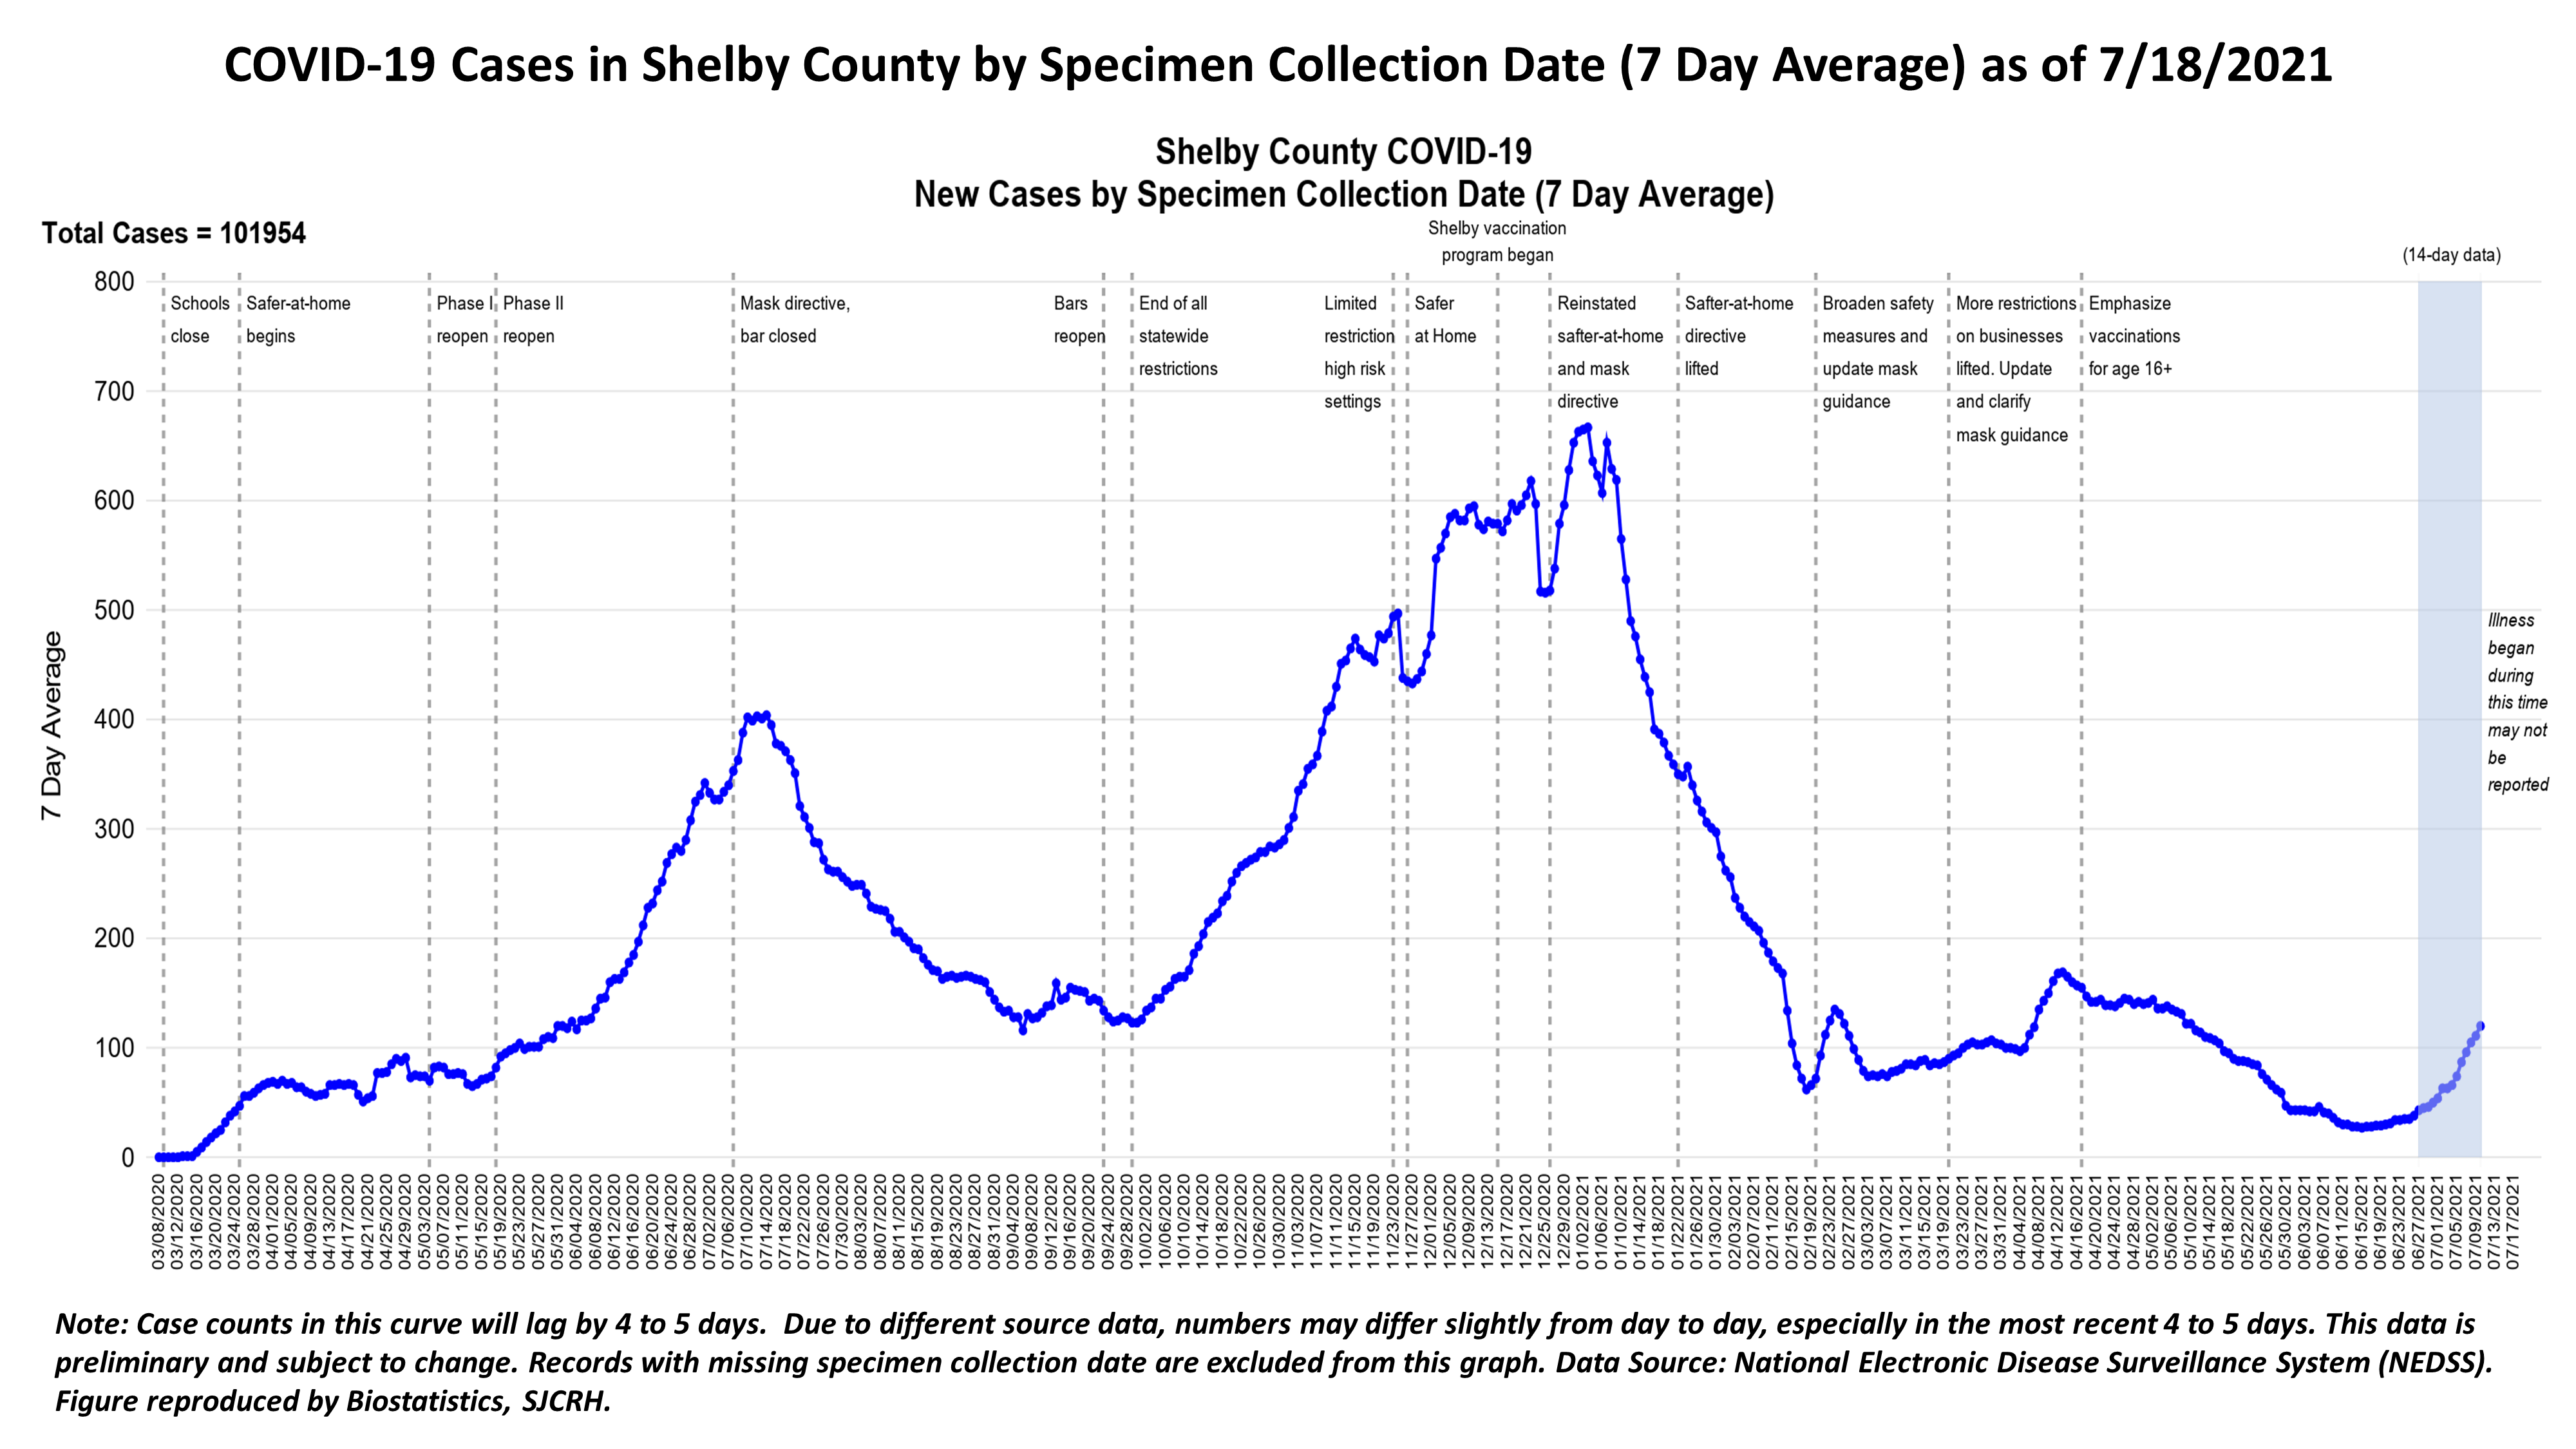 COVID-19 Cases in Shelby County by Specimen Collection Date (7 Day Average) as of 7/18/2021
Shelby County COVID-19
New Cases by Specimen Collection Date (7 Day Average)
Total Cases = 101954
Shelby vaccination
program began
(14-day data)
800
700
600
500
400
300
200
100
0
7 Day Average
Schools
close
Safer-at-home
begins
Phase I
reopen
Phase II
reopen
Mask directive,
bar closed
Bars
reopen
End of all
statewide
restrictions
Limited
restriction
high risk
settings
Safer
at Home
Reinstated
safter-at-home
and mask
directive
Safter-at-home
directive
lifted
Broaden safety
measures and
update mask
guidance
More restrictions
on businesses
lifted. Update
and clarify
mask guidance
Emphasize
vaccinations
for age 16+
Illness
began
during
this time
may not
be
reported
03/08/2020
03/12/2020
03/16/2020
03/20/2020
03/24/2020
03/28/2020
04/01/2020
04/05/2020
04/09/2020
04/13/2020
04/17/2020
04/21/2020
04/25/2020
04/29/2020
05/03/2020
05/07/2020
05/11/2020
05/15/2020
05/19/2020
05/23/2020
05/27/2020
05/31/2020
06/04/2020
06/08/2020
06/12/2020
06/16/2020
06/20/2020
06/24/2020
06/28/2020
07/02/2020
07/06/2020
07/10/2020
07/14/2020
07/18/2020
07/22/2020
07/26/2020
07/30/2020
08/03/2020
08/07/2020
08/11/2020
08/15/2020
08/19/2020
08/23/2020
08/27/2020
08/31/2020
09/04/2020
09/08/2020
09/12/2020
09/16/2020
09/20/2020
09/24/2020
09/28/2020
10/02/2020
10/06/2020
10/10/2020
10/14/2020
10/18/2020
10/22/2020
10/26/2020
10/30/2020
11/03/2020
11/07/2020
11/11/2020
11/15/2020
11/19/2020
11/23/2020
11/27/2020
12/01/2020
12/05/2020
12/09/2020
12/13/2020
12/17/2020
12/21/2020
12/25/2020
12/29/2020
01/02/2021
01/06/2021
01/10/2021
01/14/2021
01/18/2021
01/22/2021
01/26/2021
01/30/2021
02/03/2021
02/07/2021
02/11/2021
02/15/2021
02/19/2021
02/23/2021
02/27/2021
03/03/2021
03/07/2021
03/11/2021
03/15/2021
03/19/2021
03/23/2021
03/27/2021
03/31/2021
04/04/2021
04/08/2021
04/12/2021
04/16/2021
04/20/2021
04/24/2021
04/28/2021
05/02/2021
05/06/2021
05/10/2021
05/14/2021
05/18/2021
05/22/2021
05/26/2021
05/30/2021
06/03/2021
06/07/2021
06/11/2021
06/15/2021
06/19/2021
06/23/2021
06/27/2021
07/01/2021
07/05/2021
07/09/2021
07/13/2021
07/17/2021
Note: Case counts in this curve will lag by 4 to 5 days.  Due to different source data, numbers may differ slightly from day to day, especially in the most recent 4 to 5 days. This data is
preliminary and subject to change. Records with missing specimen collection date are excluded from this graph. Data Source: National Electronic Disease Surveillance System (NEDSS).
Figure reproduced by Biostatistics, SJCRH.